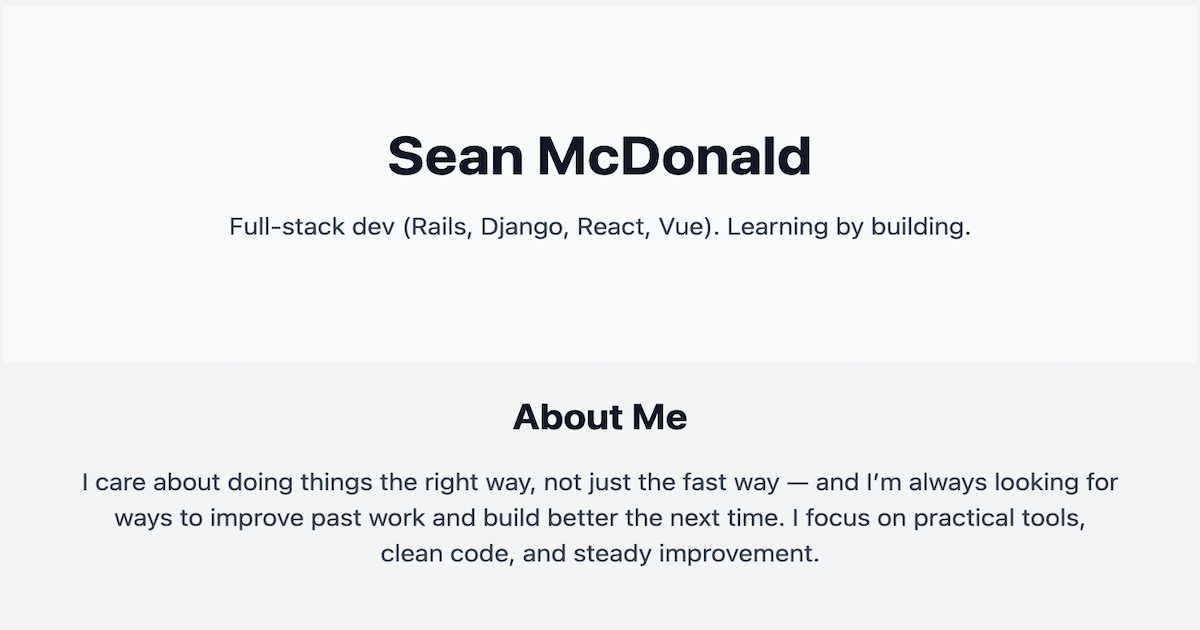 Sean McDonald
Full-stack dev (Rails, Django, React, Vue). Learning by building.
About Me
I care about doing things the right way, not just the fast way — and I’m always looking for
ways to improve past work and build better the next time. I focus on practical tools,
clean code, and steady improvement.